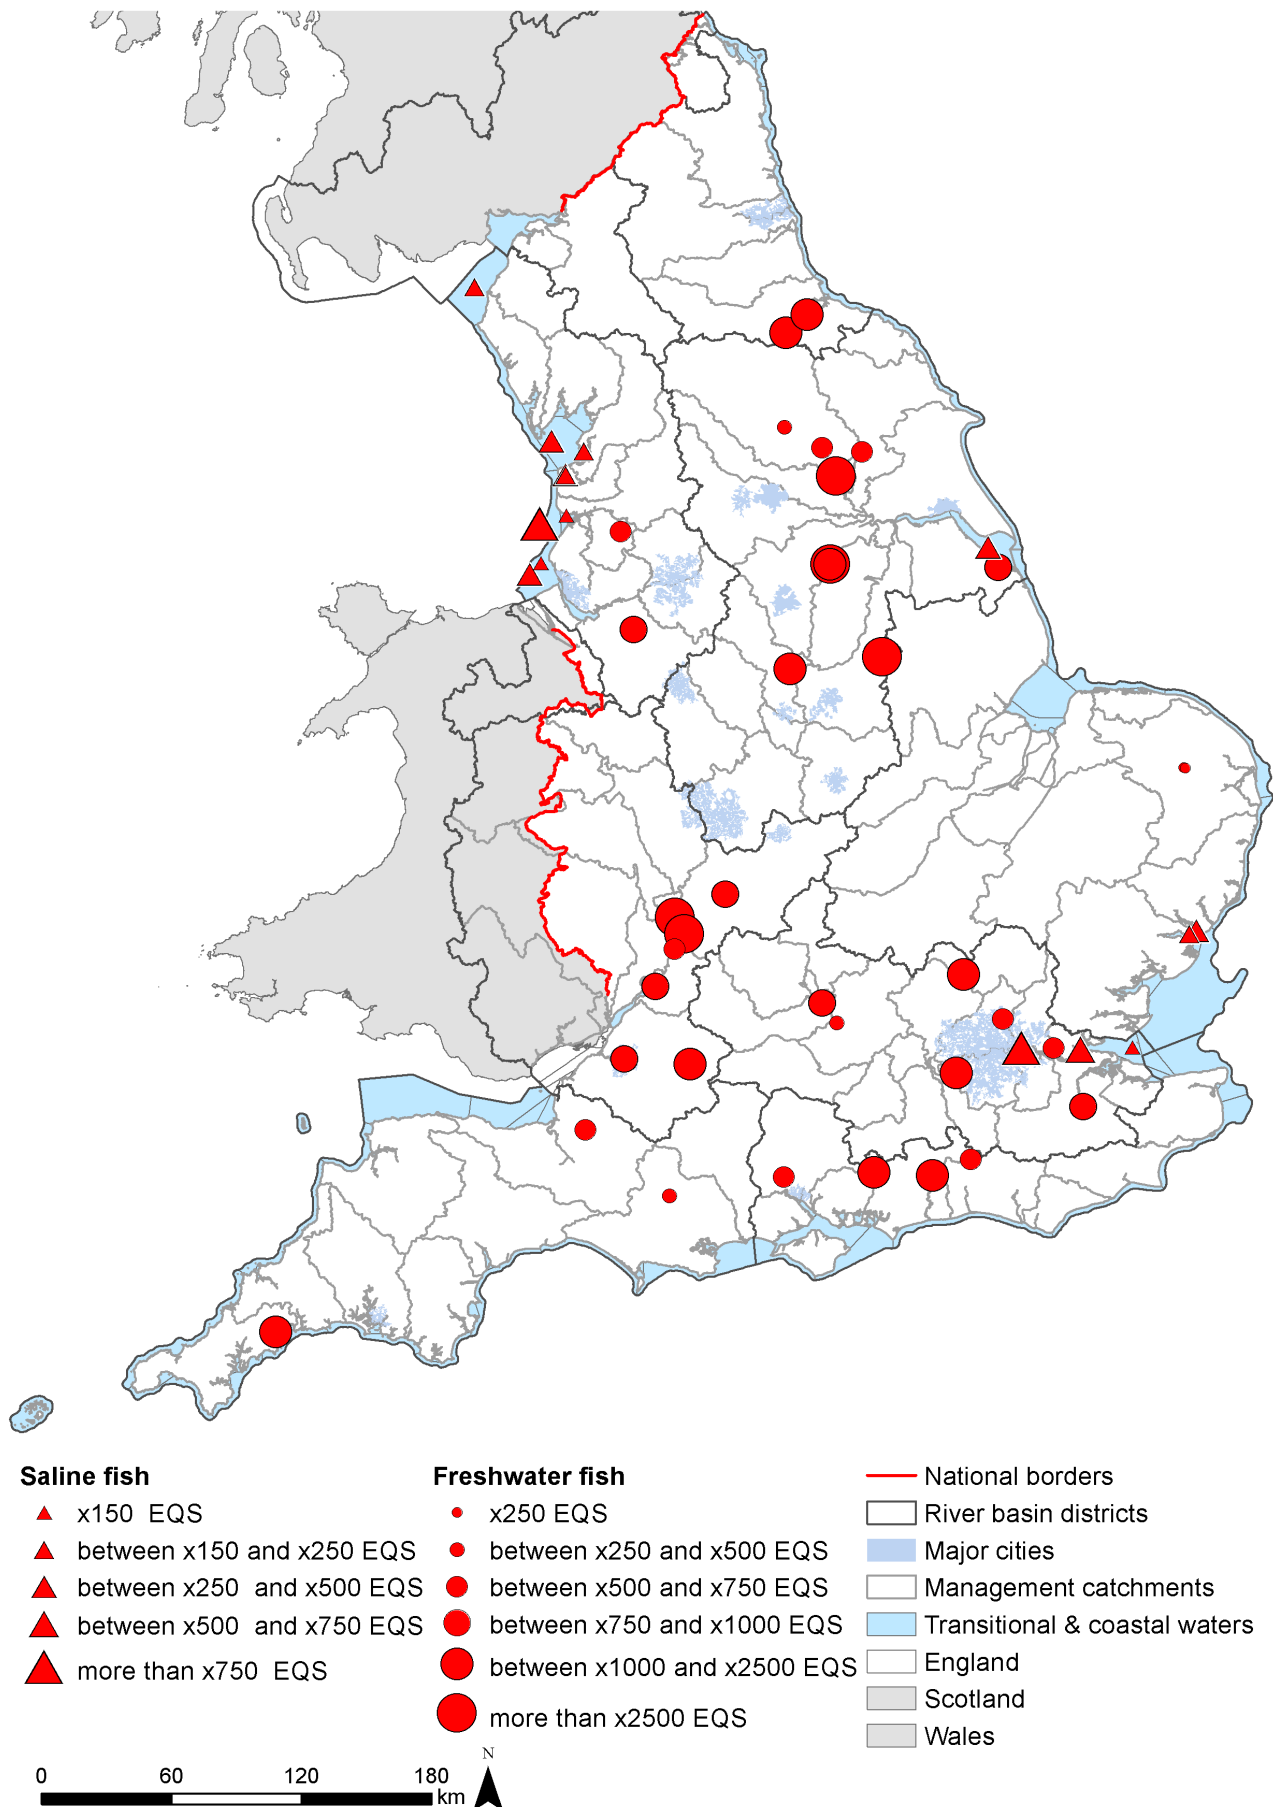 Saline fish
x150 EQS
between x150 and x250 EQS
between x250 and x500 EQS
between x500 and x750 EQS
more than x750 EQS
Freshwater fish
x250 EQS
between x250 and x500 EQS
between x500 and x750 EQS
between x750 and x1000 EQS
between x1000 and x2500 EQS
more than x2500 EQS
National borders
River basin districts
Major cities
Management catchments
Transitional & coastal waters
England
Scotland
Wales
0 60 120 180
km
N